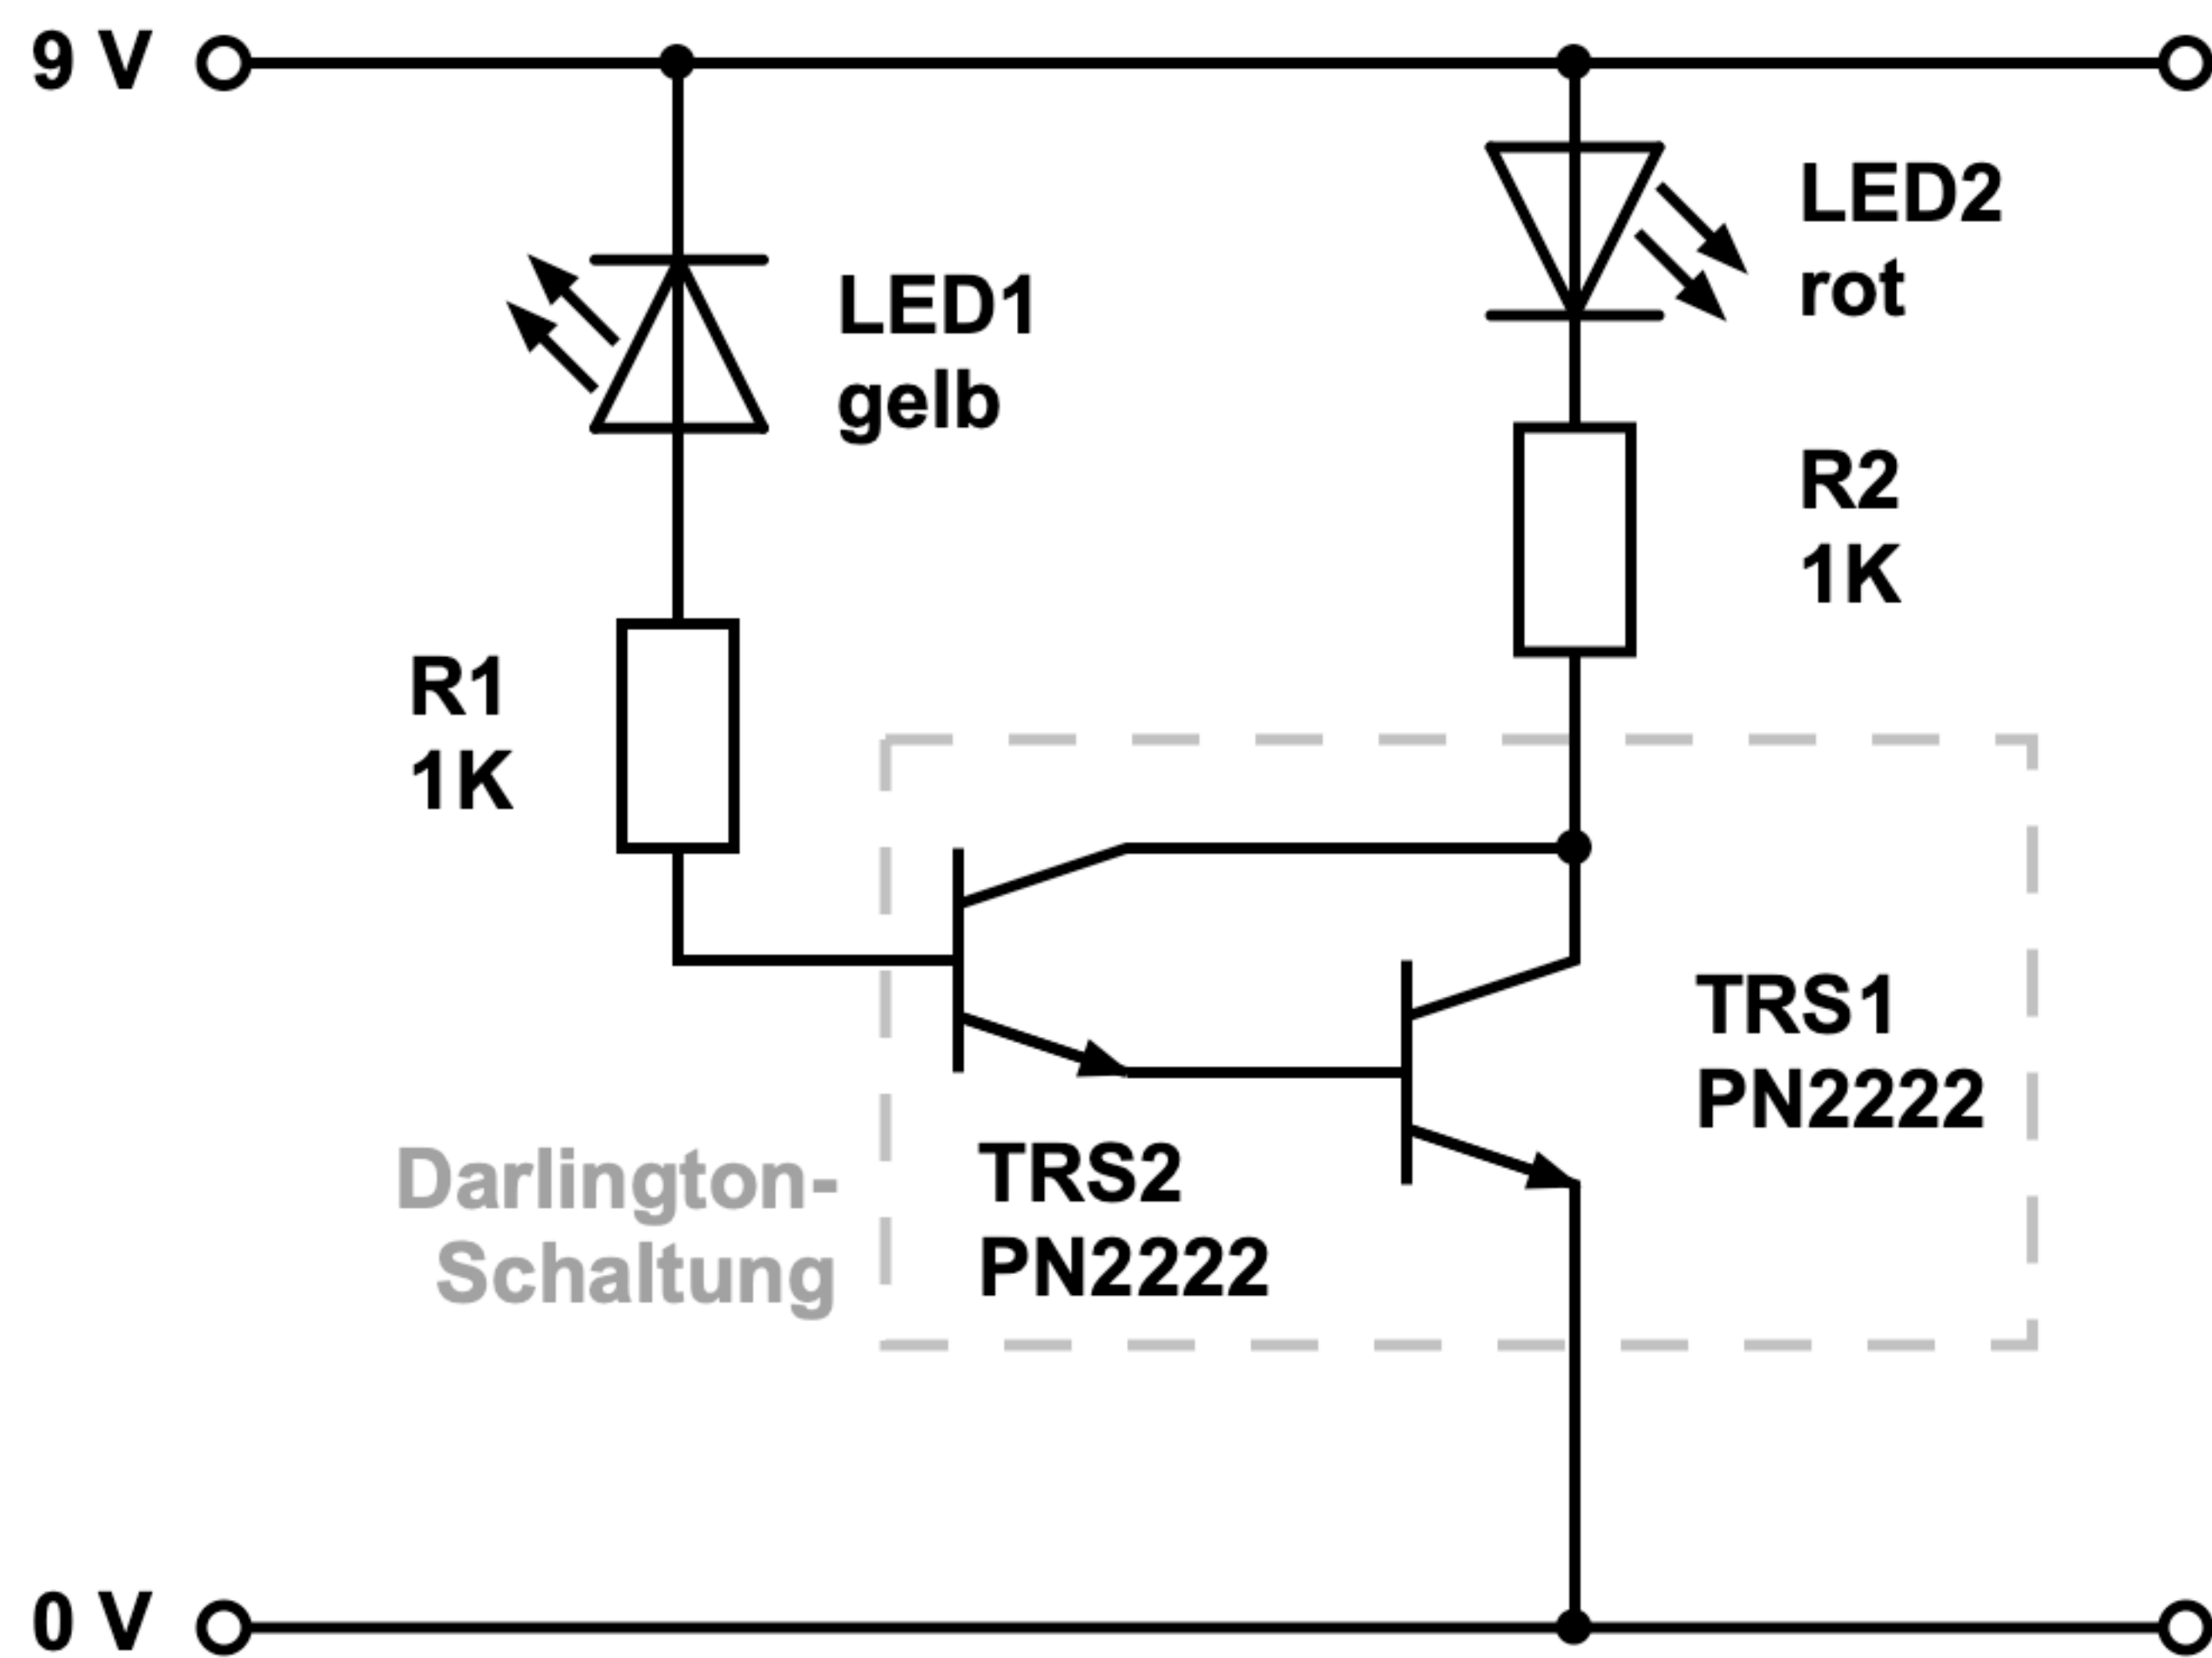 9 V
LED1
gelb
LED2
rot
R2
1K
R1
1K
TRS1
PN2222
Darlington-
Schaltung
TRS2
PN2222
0 V